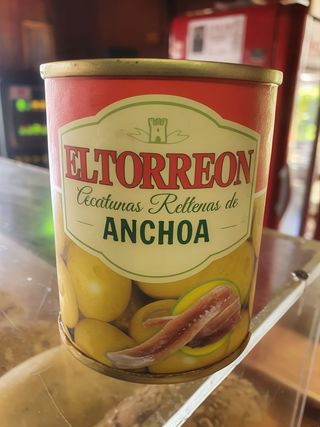 ELTORREON
Aceitunas Rellenas de
ANCHOA